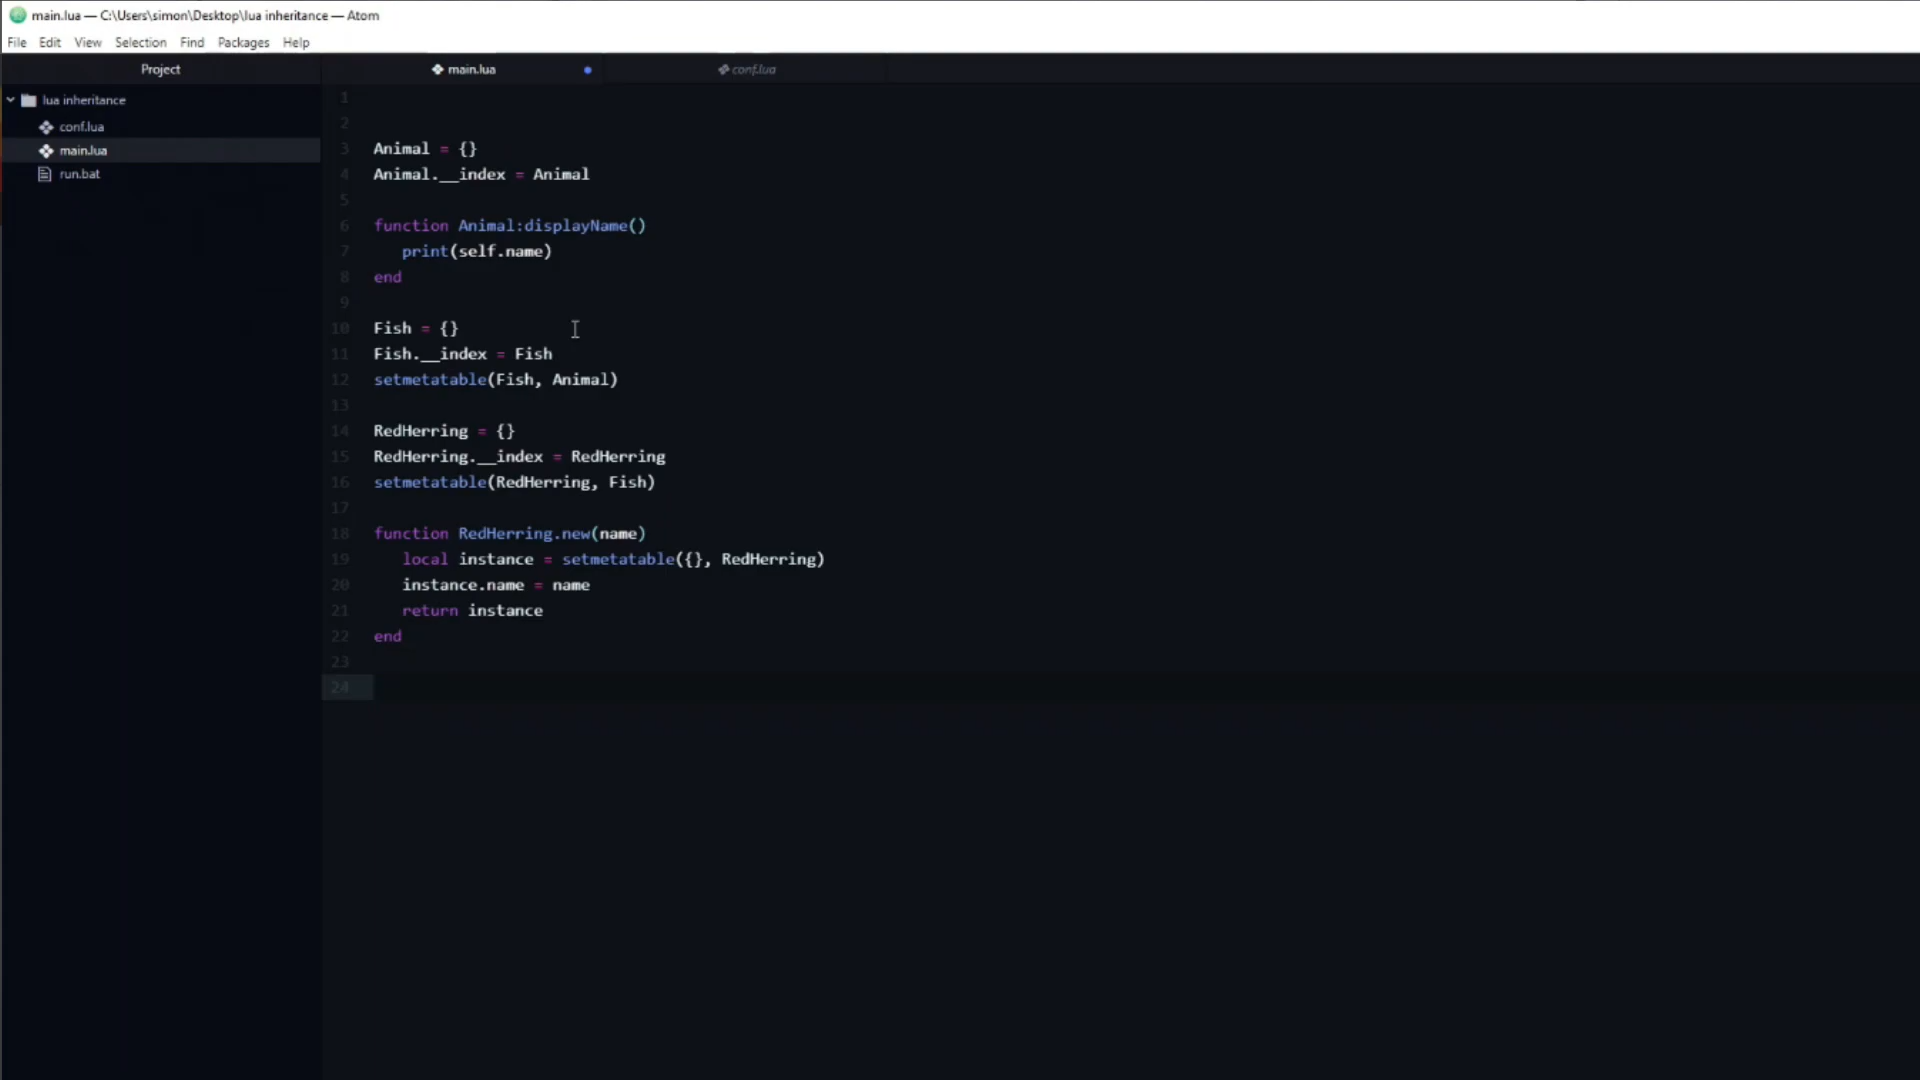 main.lua — C:\Users\simon\Desktop\lua inheritance — Atom
File Edit View Selection Find Packages Help
Project
main.lua
conf.lua
lua inheritance
conf.lua
main.lua
run.bat
1
2
3 Animal = {}
4 Animal.__index = Animal
5
6 function Animal:displayName()
7 print(self.name)
8 end
9
10 Fish = {}
11 Fish.__index = Fish
12 setmetatable(Fish, Animal)
13
14 RedHerring = {}
15 RedHerring.__index = RedHerring
16 setmetatable(RedHerring, Fish)
17
18 function RedHerring.new(name)
19 local instance = setmetatable({}, RedHerring)
20 instance.name = name
21 return instance
22 end
23
24